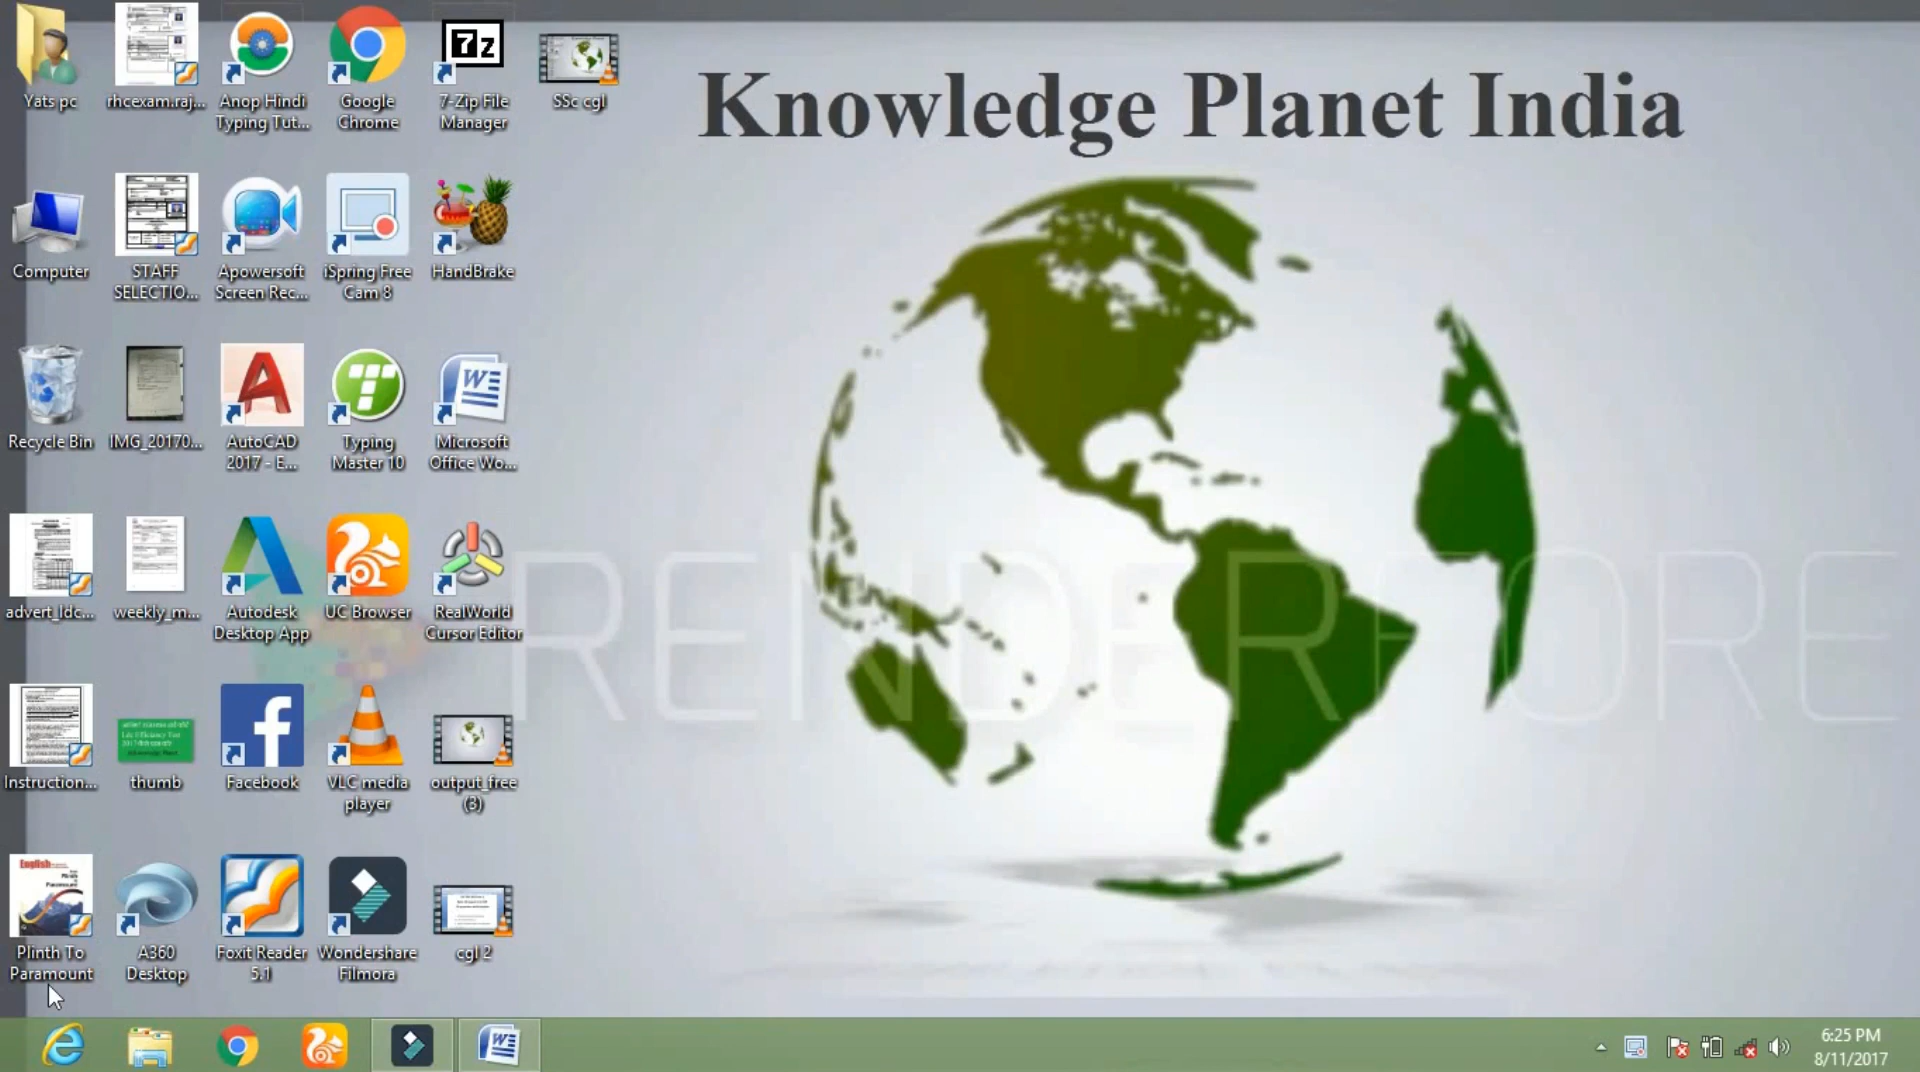 Knowledge Planet India
RENDERFORE
Yats pc
rhcexam.raj...
Anop Hindi
Typing Tut...
Google
Chrome
7z
7-Zip File
Manager
SSc cgl
Computer
STAFF
SELECTIO...
Apowersoft
Screen Rec...
iSpring Free
Cam 8
HandBrake
Recycle Bin
IMG_20170...
AutoCAD
2017 - E...
Typing
Master 10
Microsoft
Office Wo...
advert_ldc...
weekly_m...
Autodesk
Desktop App
UC Browser
RealWorld
Cursor Editor
Instruction...
thumb
Facebook
VLC media
player
output_free
(3)
English
Plinth To
Paramount
A360
Desktop
Foxit Reader
5.1
Wondershare
Filmora
cgl 2
6:25 PM
8/11/2017